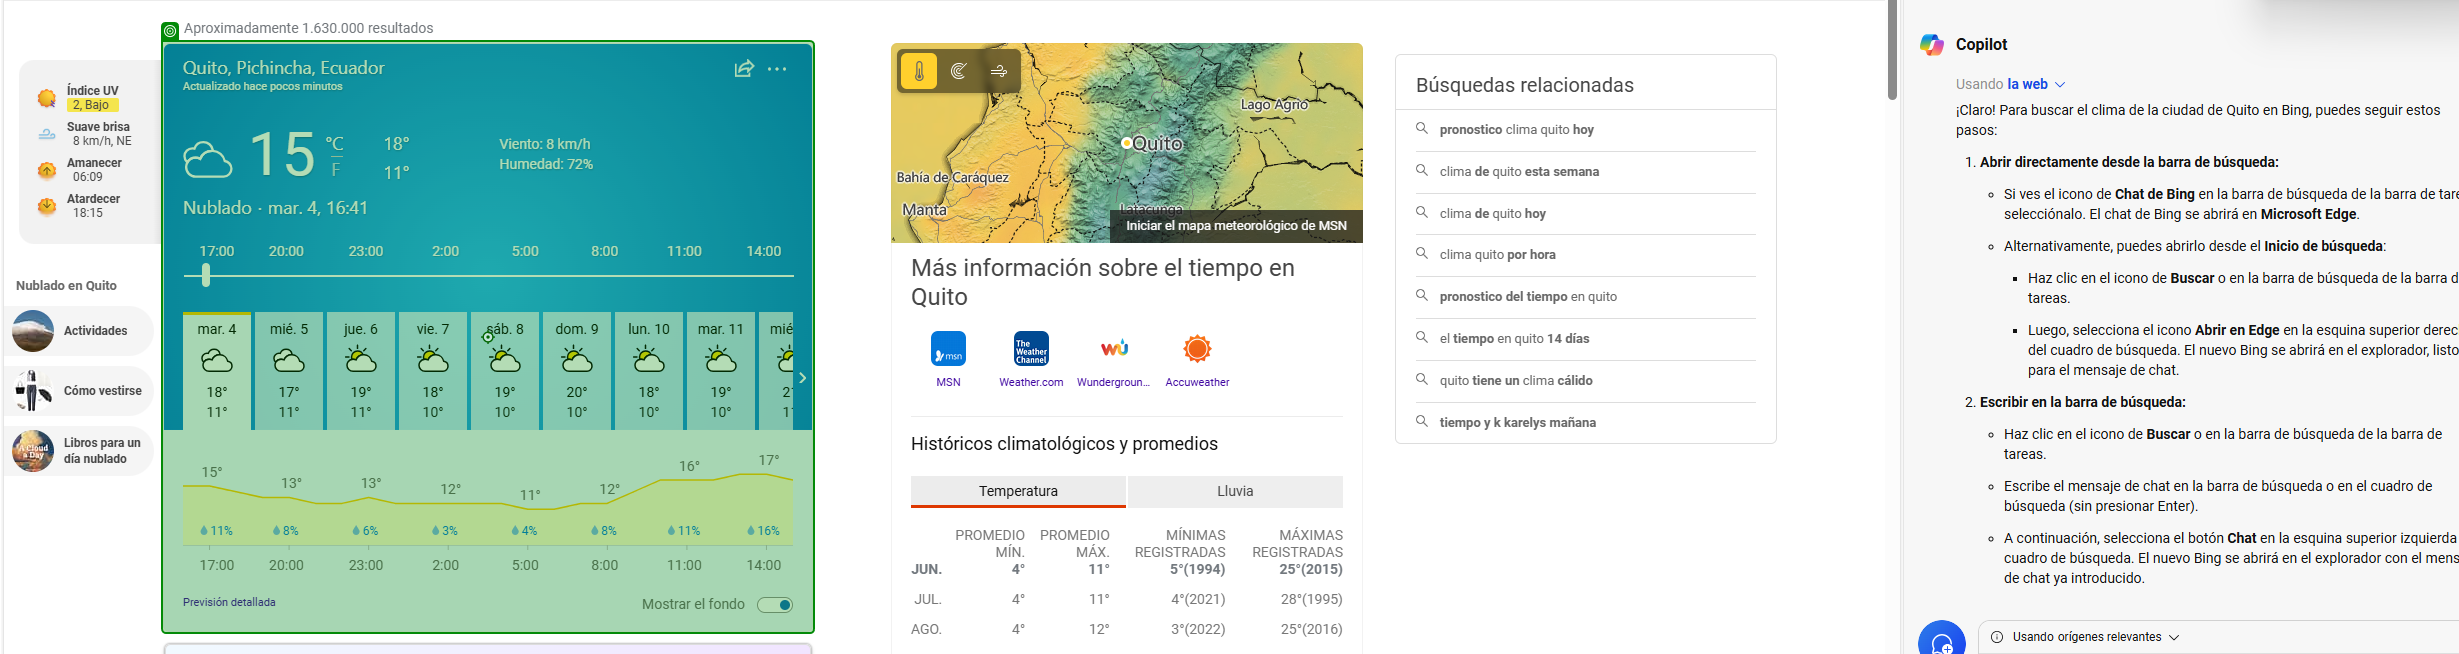 Aproximadamente 1.630.000 resultados
Índice UV
2, Bajo
Suave brisa
8 km/h, NE
Amanecer
06:09
Atardecer
18:15
Nublado en Quito
Actividades
Cómo vestirse
Libros para un
día nublado
A Cloud
a Day
Quito, Pichincha, Ecuador
Actualizado hace pocos minutos
15 °C F 18° 11°
Viento: 8 km/h
Humedad: 72%
Nublado · mar. 4, 16:41
17:00 20:00 23:00 2:00 5:00 8:00 11:00 14:00
mar. 4 mié. 5 jue. 6 vie. 7 sáb. 8 dom. 9 lun. 10 mar. 11 mié
18° 17° 19° 18° 19° 20° 18° 19° 2
11° 11° 11° 10° 10° 10° 10° 10° 1
15° 13° 13° 12° 11° 12° 16° 17°
11% 8% 6% 3% 4% 8% 11% 16%
17:00 20:00 23:00 2:00 5:00 8:00 11:00 14:00
Previsión detallada
Mostrar el fondo
Lago Agrio
Quito
Bahía de Caráquez
Manta
Latacunga
Iniciar el mapa meteorológico de MSN
Más información sobre el tiempo en
Quito
msn
The
Weather
Channel
wu
MSN Weather.com Wundergroun... Accuweather
Históricos climatológicos y promedios
Temperatura Lluvia
PROMEDIO MÍN. PROMEDIO MÁX. MÍNIMAS REGISTRADAS MÁXIMAS REGISTRADAS
JUN. 4° 11° 5°(1994) 25°(2015)
JUL. 4° 11° 4°(2021) 28°(1995)
AGO. 4° 12° 3°(2022) 25°(2016)
Búsquedas relacionadas
pronostico clima quito hoy
clima de quito esta semana
clima de quito hoy
clima quito por hora
pronostico del tiempo en quito
el tiempo en quito 14 días
quito tiene un clima cálido
tiempo y k karelys mañana
Copilot
Usando la web
¡Claro! Para buscar el clima de la ciudad de Quito en Bing, puedes seguir estos
pasos:
1. Abrir directamente desde la barra de búsqueda:
Si ves el icono de Chat de Bing en la barra de búsqueda de la barra de tare
selecciónalo. El chat de Bing se abrirá en Microsoft Edge.
Alternativamente, puedes abrirlo desde el Inicio de búsqueda:
Haz clic en el icono de Buscar o en la barra de búsqueda de la barra d
tareas.
Luego, selecciona el icono Abrir en Edge en la esquina superior derec
del cuadro de búsqueda. El nuevo Bing se abrirá en el explorador, listo
para el mensaje de chat.
2. Escribir en la barra de búsqueda:
Haz clic en el icono de Buscar o en la barra de búsqueda de la barra de
tareas.
Escribe el mensaje de chat en la barra de búsqueda o en el cuadro de
búsqueda (sin presionar Enter).
A continuación, selecciona el botón Chat en la esquina superior izquierda
cuadro de búsqueda. El nuevo Bing se abrirá en el explorador con el mens
de chat ya introducido.
Usando orígenes relevantes